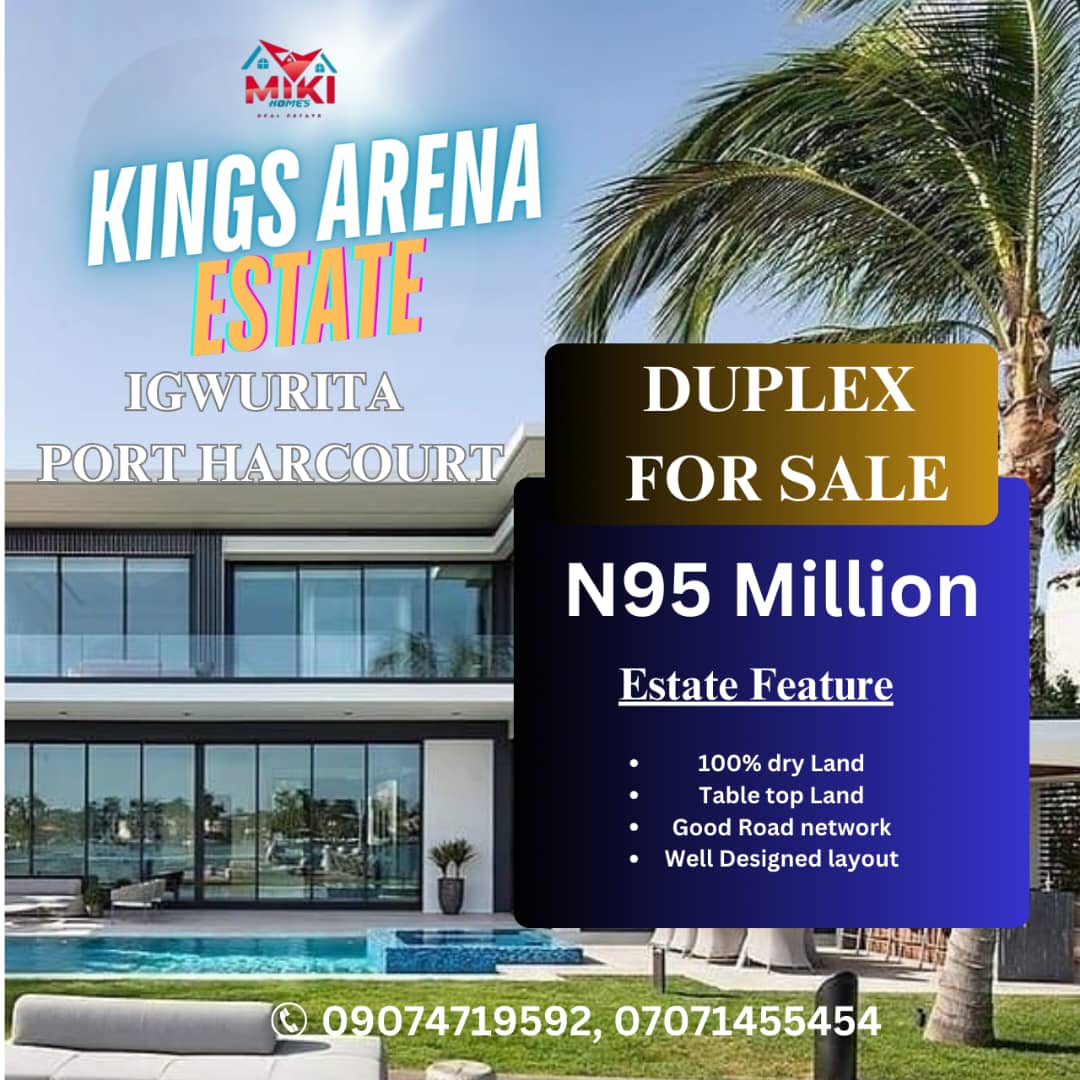 MIKI
HOMES
REAL ESTATE
KINGS ARENA
ESTATE
IGWURITA
PORT HARCOURT
DUPLEX
FOR SALE
N95 Million
Estate Feature
• 100% dry Land
• Table top Land
• Good Road network
• Well Designed layout
09074719592, 07071455454